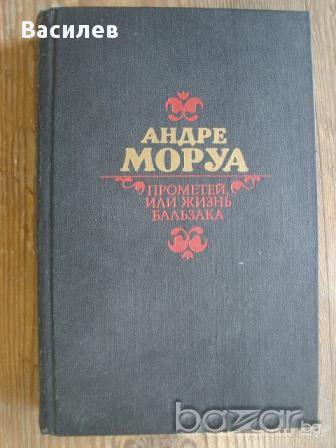 Василев
АНДРЕ
МОРУА
ПРОМЕТЕЙ,
ИЛИ ЖИЗНЬ
БАЛЬЗАКА
bazar.bg